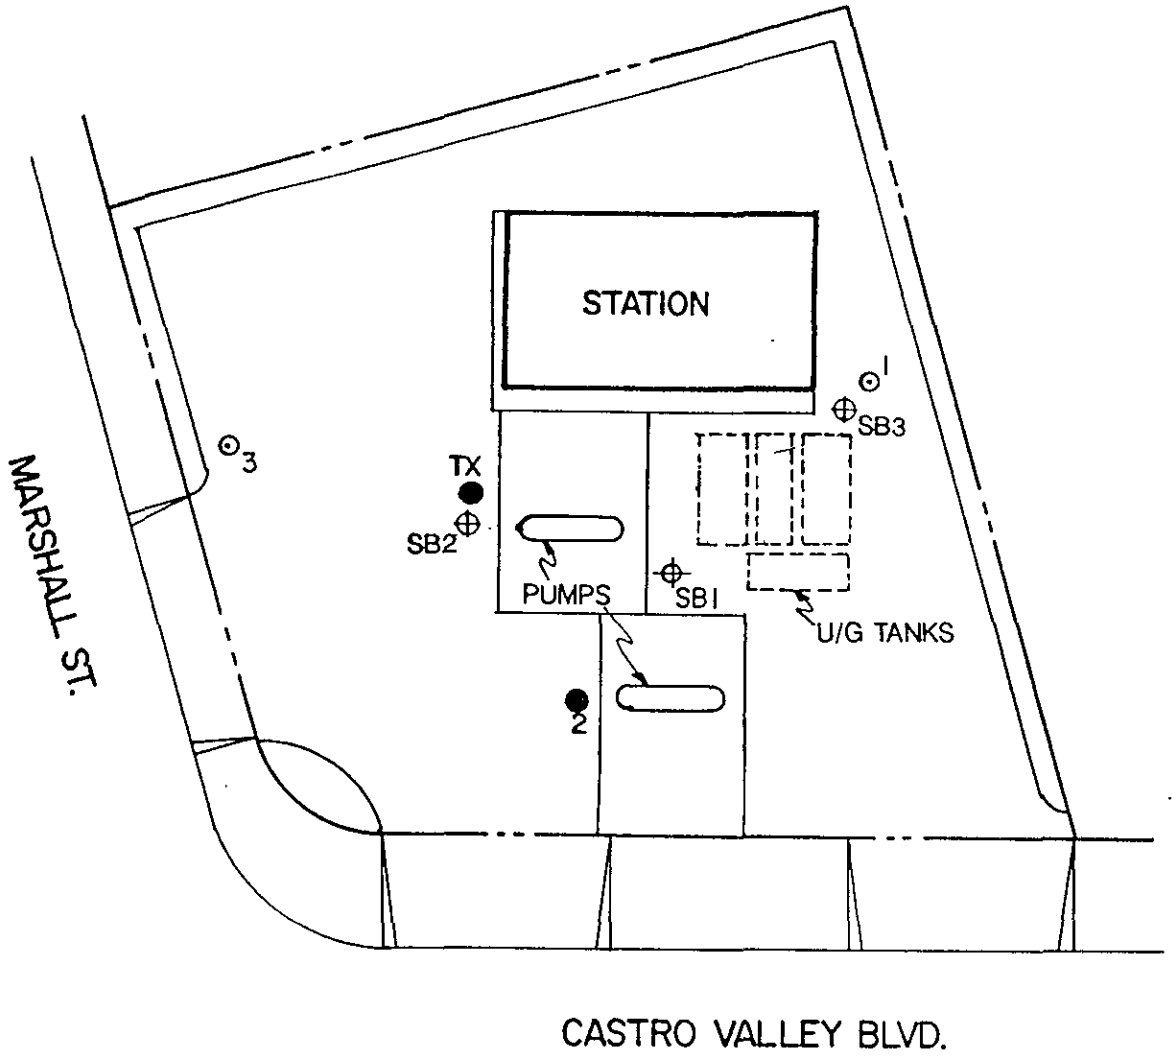 STATION
1
SB3
3
TX
SB2
MARSHALL ST.
PUMPS
SB1
U/G TANKS
2
CASTRO VALLEY BLVD.